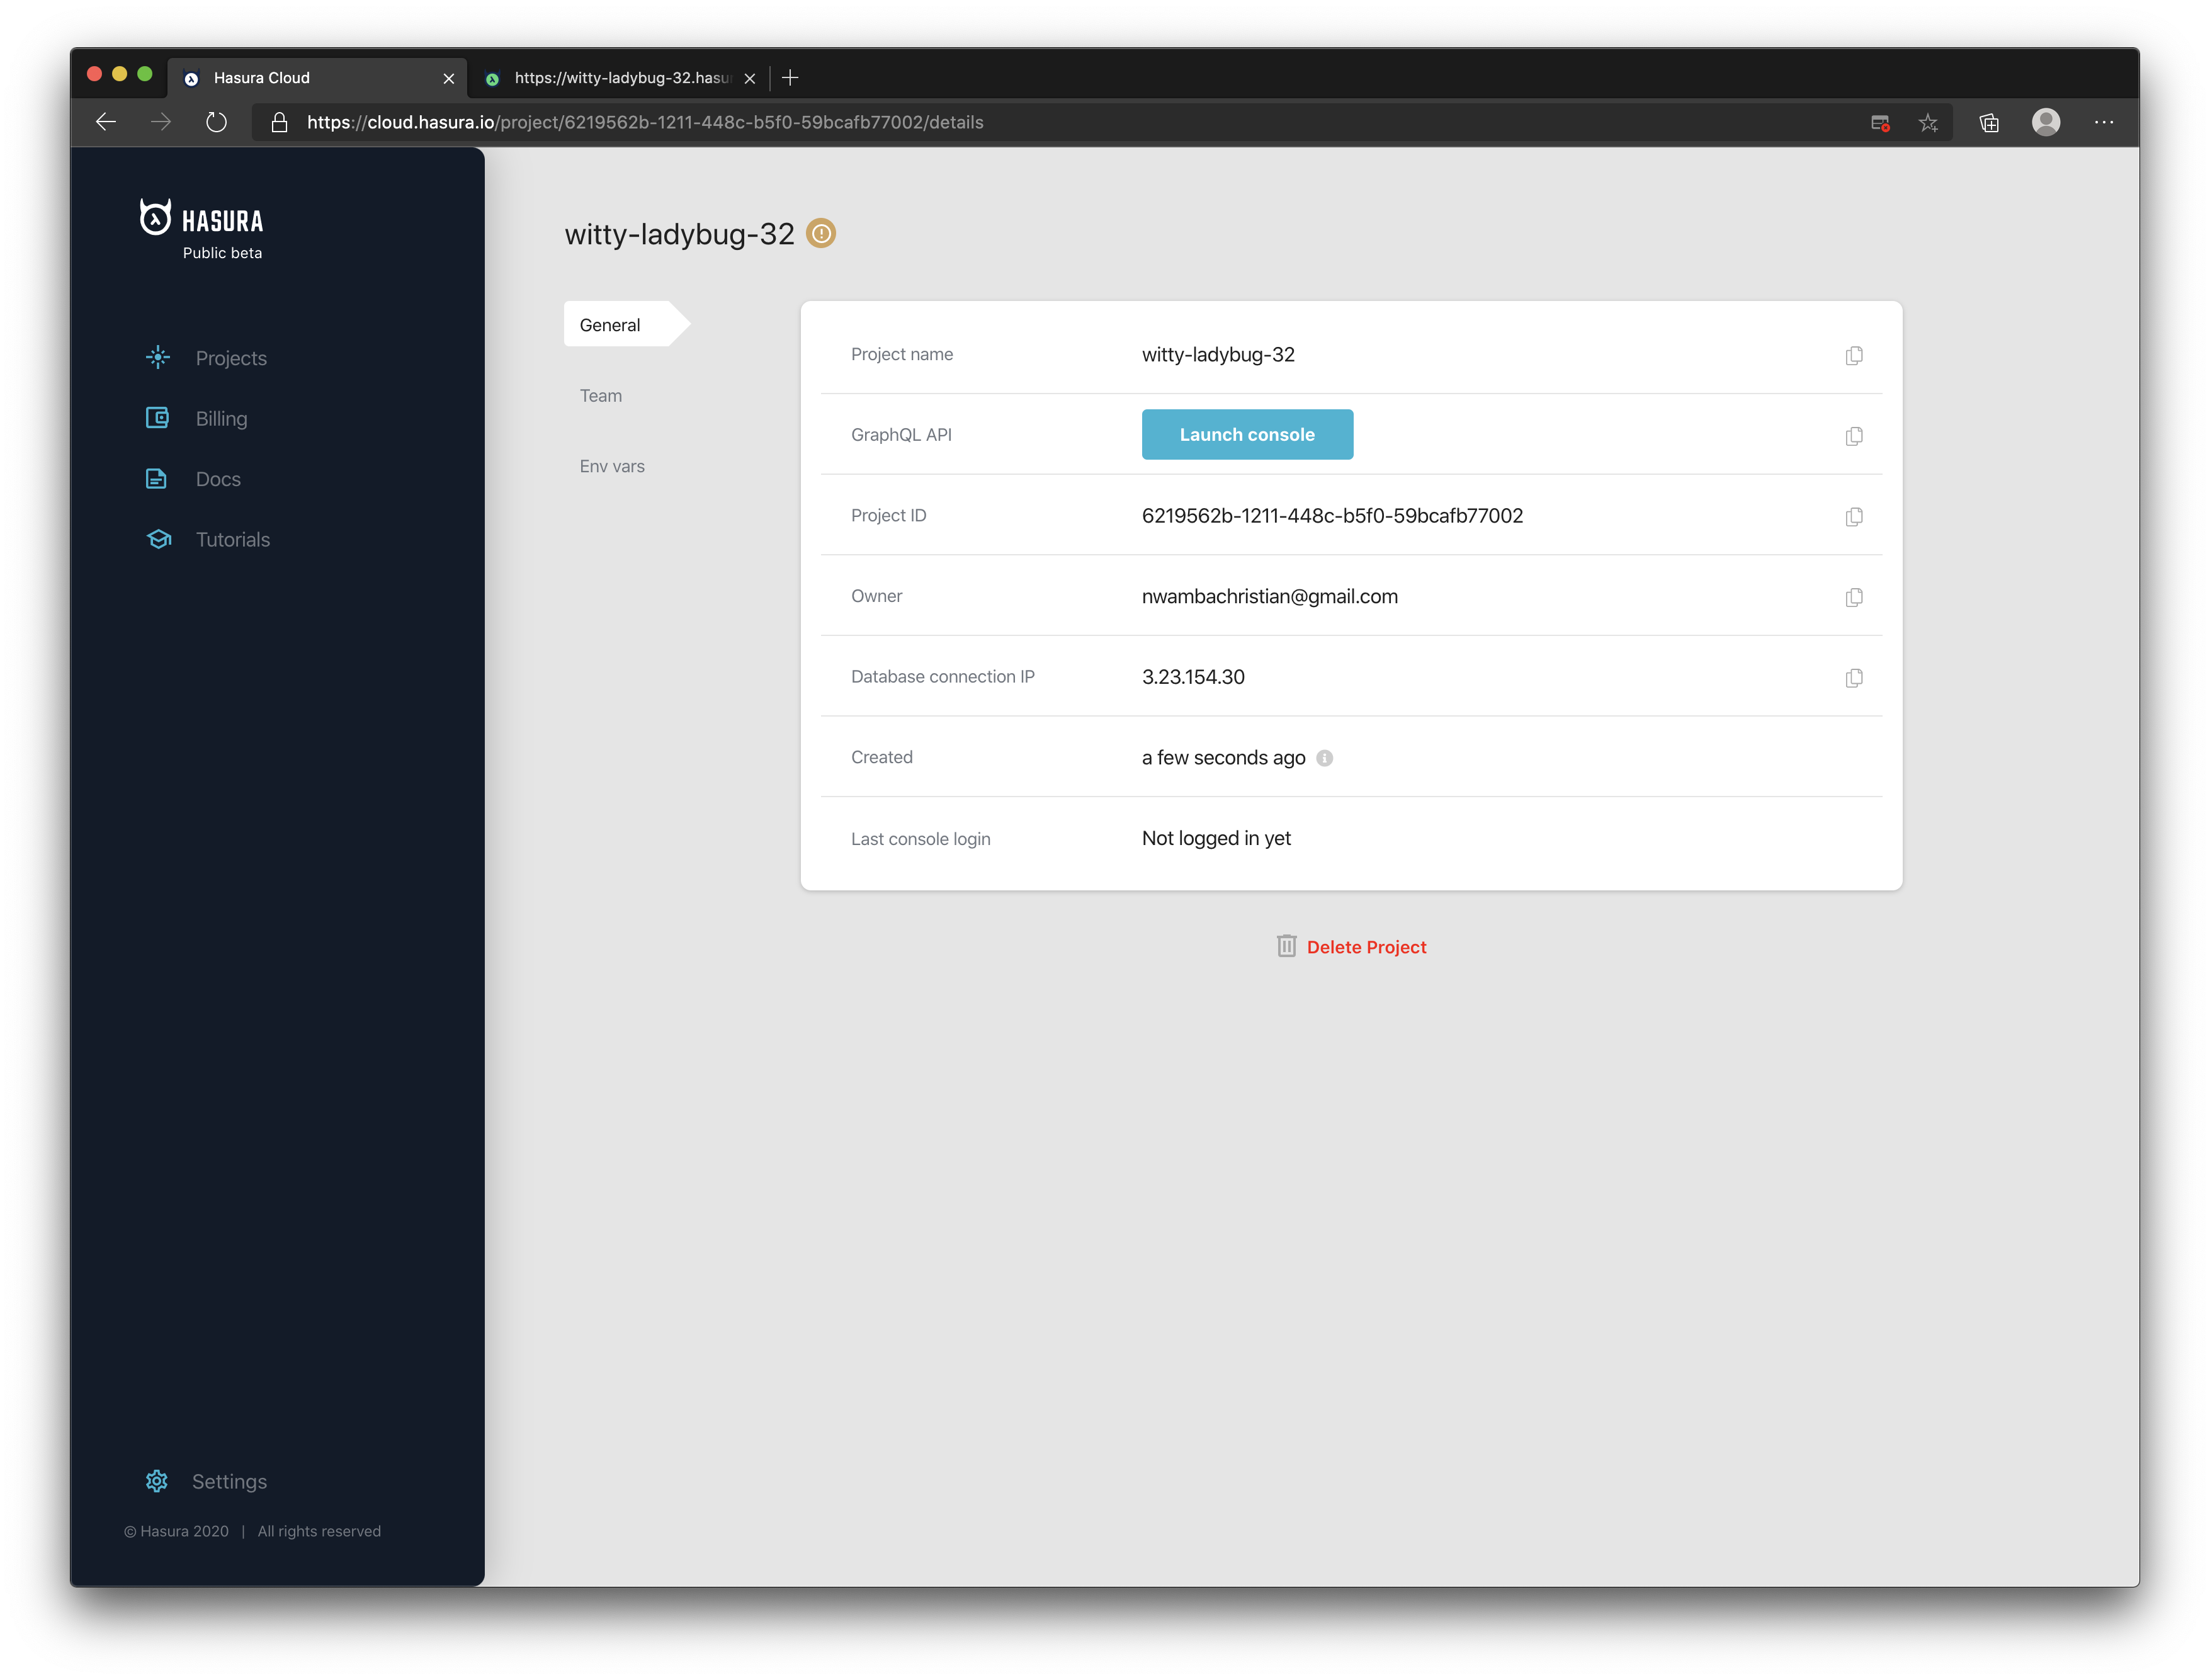 Hasura Cloud
https://witty-ladybug-32.hasu
https://cloud.hasura.io/project/6219562b-1211-448c-b5f0-59bcafb77002/details
HASURA
Public beta
Projects
Billing
Docs
Tutorials
Settings
© Hasura 2020 | All rights reserved
witty-ladybug-32
General
Team
Env vars
Project name witty-ladybug-32
GraphQL API Launch console
Project ID 6219562b-1211-448c-b5f0-59bcafb77002
Owner nwambachristian@gmail.com
Database connection IP 3.23.154.30
Created a few seconds ago
Last console login Not logged in yet
Delete Project